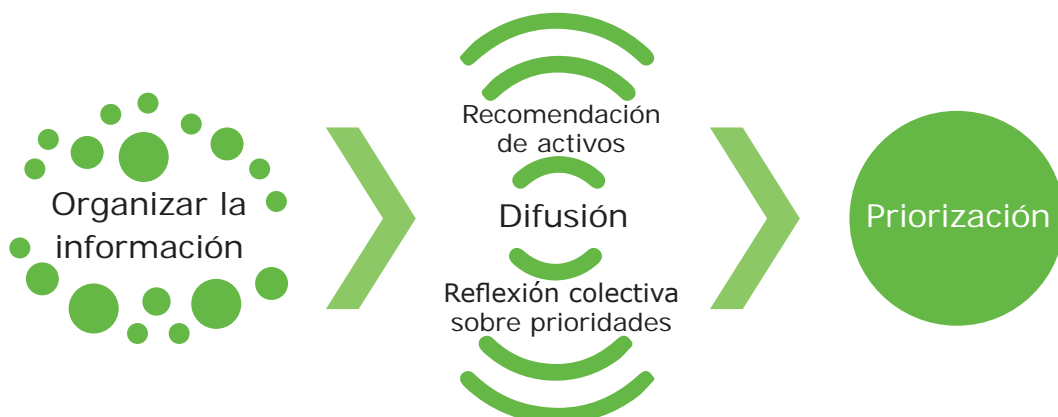 Organizar la
información
Recomendación
de activos
Difusión
Reflexión colectiva
sobre prioridades
Priorización